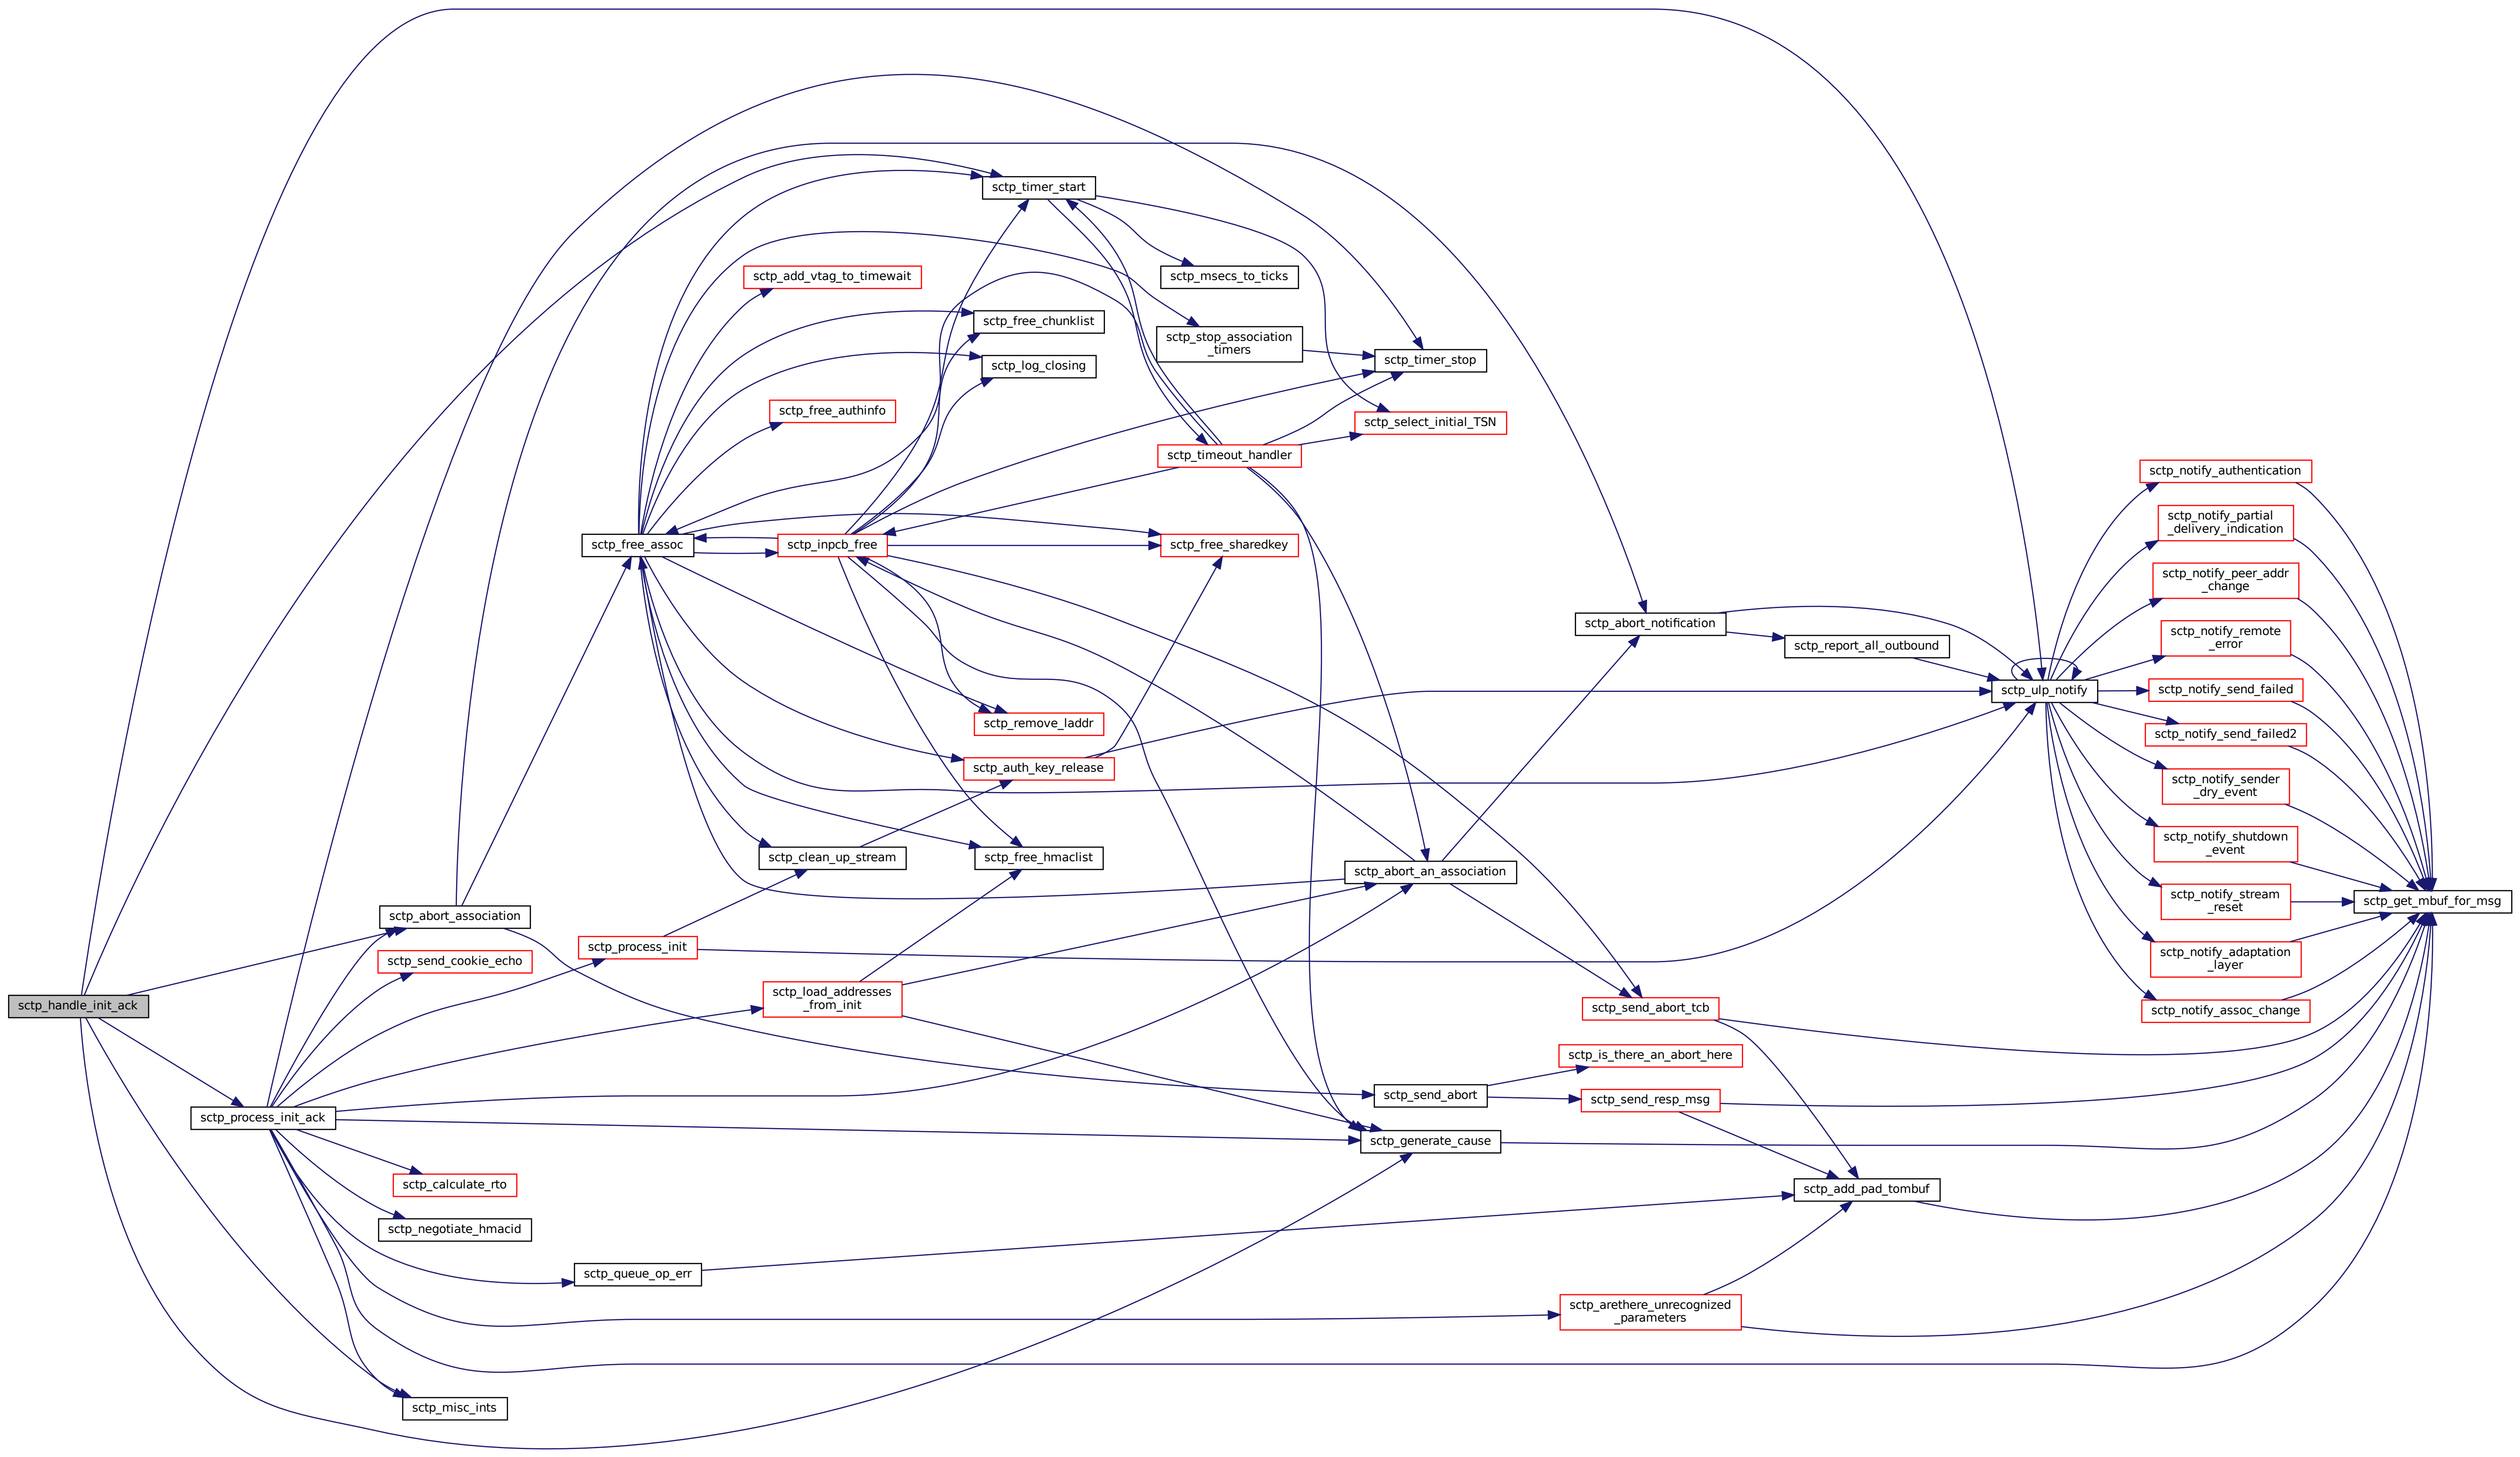 sctp_handle_init_ack
sctp_abort_association
sctp_send_cookie_echo
sctp_process_init_ack
sctp_calculate_rto
sctp_negotiate_hmacid
sctp_misc_ints
sctp_free_assoc
sctp_process_init
sctp_queue_op_err
sctp_add_vtag_to_timewait
sctp_free_authinfo
sctp_inpcb_free
sctp_clean_up_stream
sctp_load_addresses
_from_init
sctp_timer_start
sctp_free_chunklist
sctp_log_closing
sctp_remove_laddr
sctp_auth_key_release
sctp_free_hmaclist
sctp_msecs_to_ticks
sctp_stop_association
_timers
sctp_timeout_handler
sctp_free_sharedkey
sctp_timer_stop
sctp_select_initial_TSN
sctp_abort_an_association
sctp_send_abort
sctp_generate_cause
sctp_abort_notification
sctp_send_abort_tcb
sctp_is_there_an_abort_here
sctp_send_resp_msg
sctp_arethere_unrecognized
_parameters
sctp_report_all_outbound
sctp_add_pad_tombuf
sctp_ulp_notify
sctp_notify_authentication
sctp_notify_partial
_delivery_indication
sctp_notify_peer_addr
_change
sctp_notify_remote
_error
sctp_notify_send_failed
sctp_notify_send_failed2
sctp_notify_sender
_dry_event
sctp_notify_shutdown
_event
sctp_notify_stream
_reset
sctp_notify_adaptation
_layer
sctp_notify_assoc_change
sctp_get_mbuf_for_msg